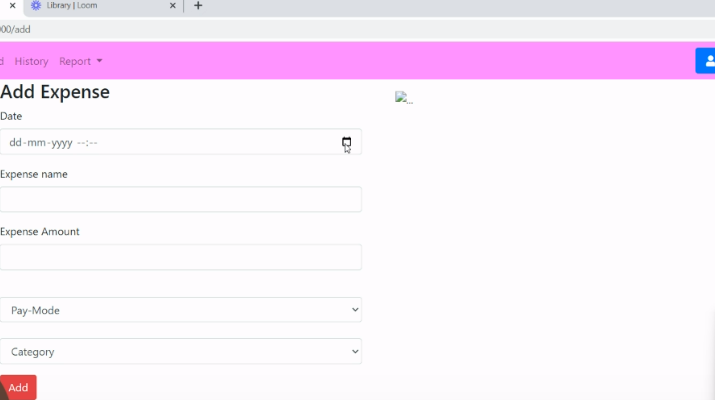 Library | Loom
000/add
d History Report
Add Expense
Date
dd-mm-yyyy --:--
Expense name
Expense Amount
Pay-Mode
Category
Add